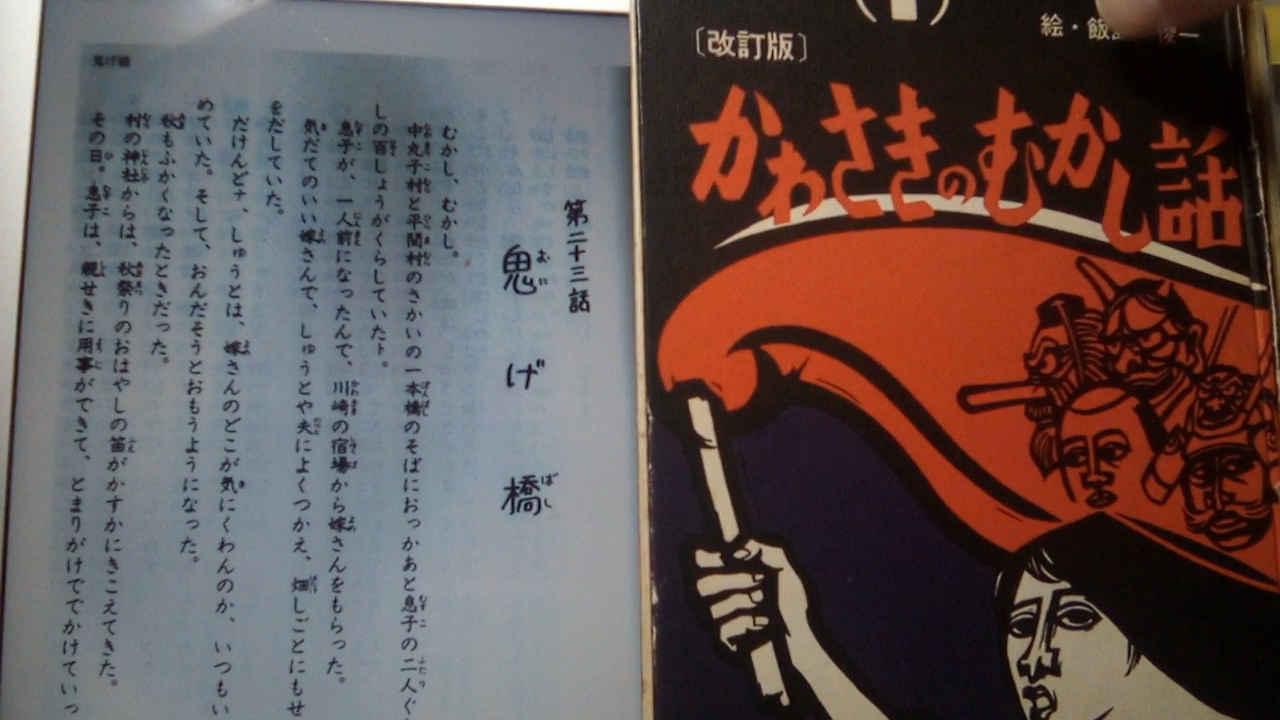 鬼げ橋
第二十三話
鬼げ橋
むかし、むかし。
中丸子村と平間村のさかいの一本橋のそばにおっかあと息子の二人ぐ
しの百しょうがくらしていたト。
息子が、一人前になったんで、川崎の宿場から嫁さんをもらった。
気だてのいい嫁さんで、しゅうとや夫によくつかえ、畑しごとにもせ
をだしていた。
だけんどナ、しゅうとは、嫁さんのどこが気にくわんのか、いつもい
めていた。そして、おんだそうとおもうようになった。
秋もふかくなったときだった。
村の神社からは、秋祭りのおはやしの笛がかすかにきこえてきた。
その日。息子は、親せきに用事ができて、とまりがけででかけていっ
(1)
絵・飯
一
〔改訂版〕
かわさきのむかし話